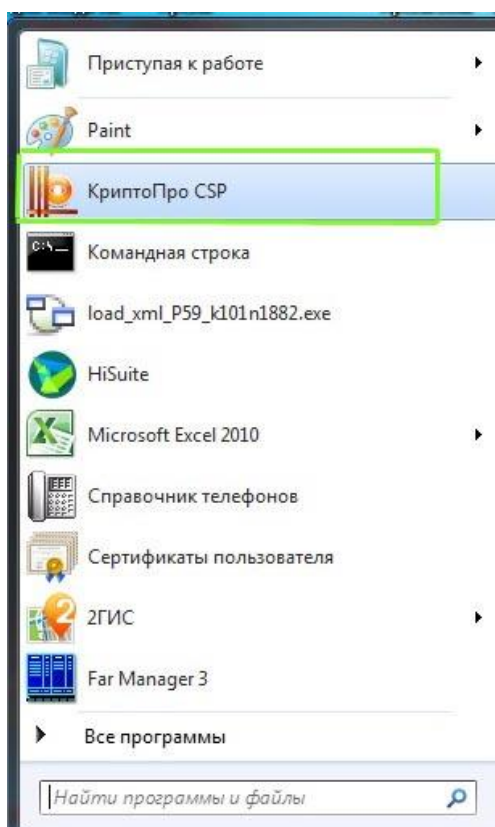 Приступая к работе
Paint
КриптоПро CSP
C:\_
Командная строка
load_xml_P59_k101n1882.exe
HiSuite
Microsoft Excel 2010
Справочник телефонов
Сертификаты пользователя
2ГИС
Far Manager 3
Все программы
Найти программы и файлы